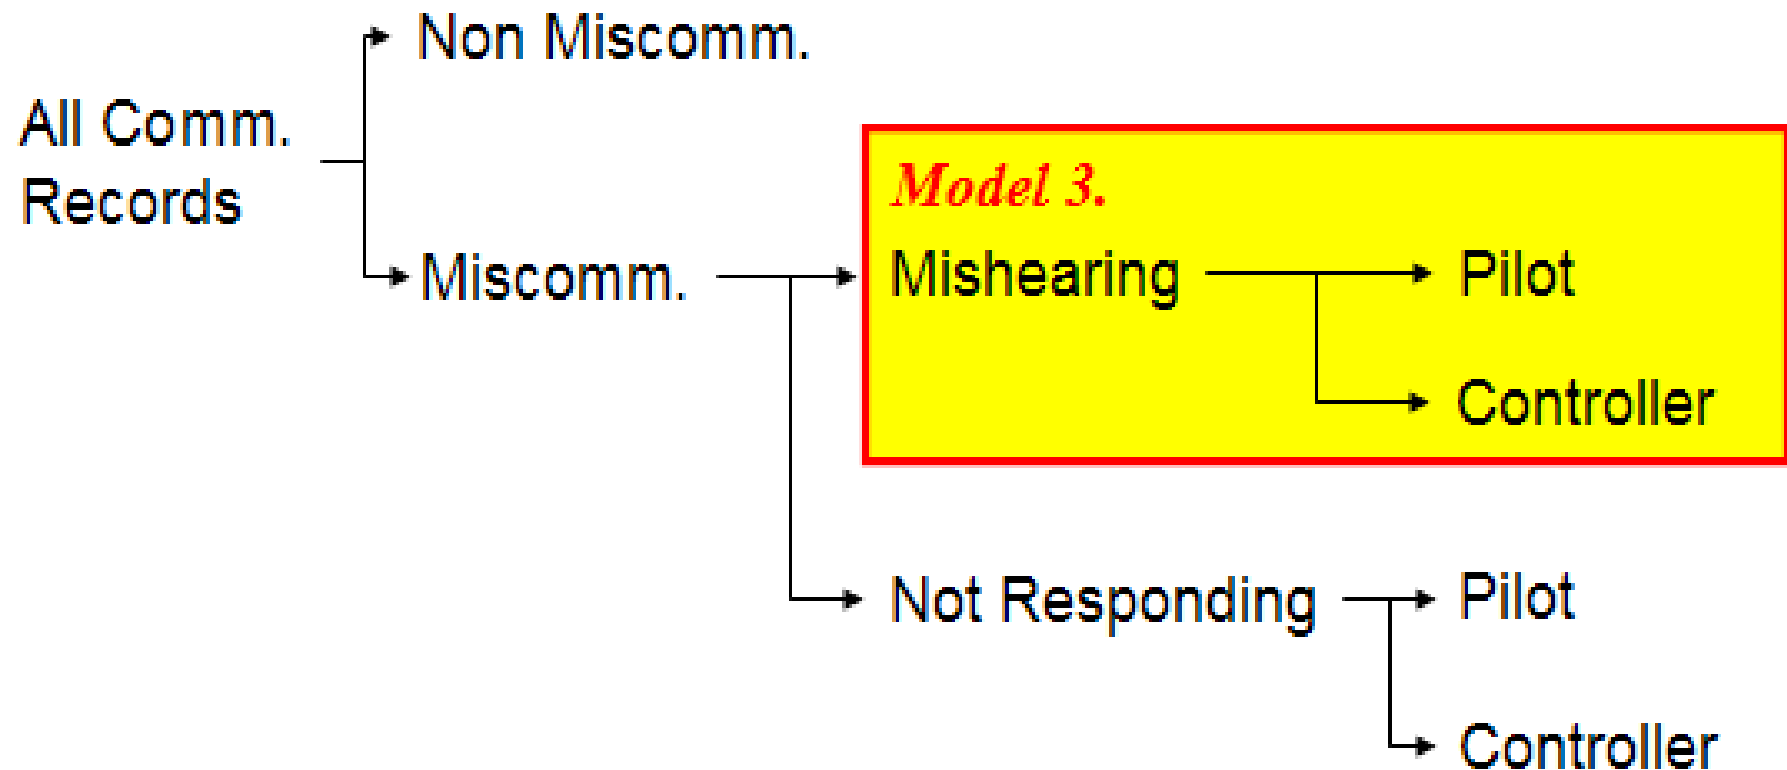 Non Miscomm.
All Comm.
Records
Model 3.
Miscomm.
Mishearing
Pilot
Controller
Not Responding
Pilot
Controller